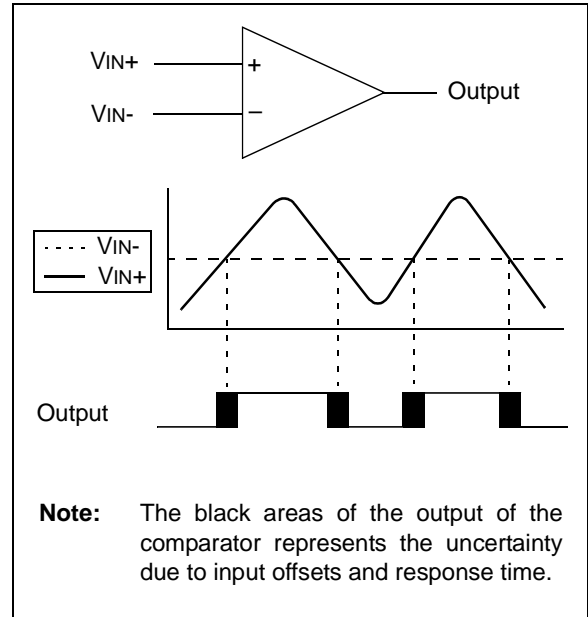 VIN+
+
Output
VIN-
–
VIN-
VIN+
Output
Note: The black areas of the output of the
comparator represents the uncertainty
due to input offsets and response time.